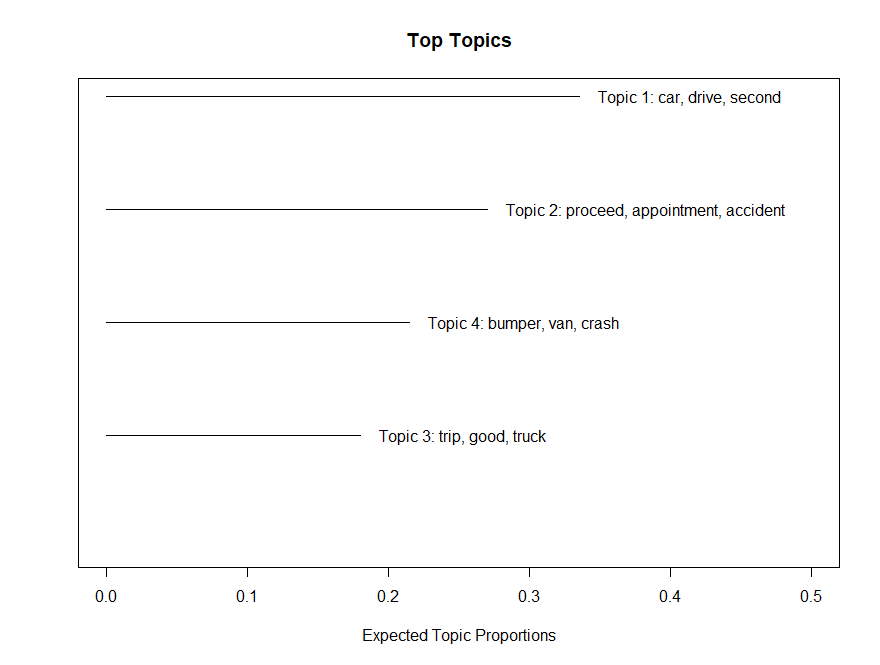 Top Topics
Topic 1: car, drive, second
Topic 2: proceed, appointment, accident
Topic 4: bumper, van, crash
Topic 3: trip, good, truck
0.0 0.1 0.2 0.3 0.4 0.5
Expected Topic Proportions